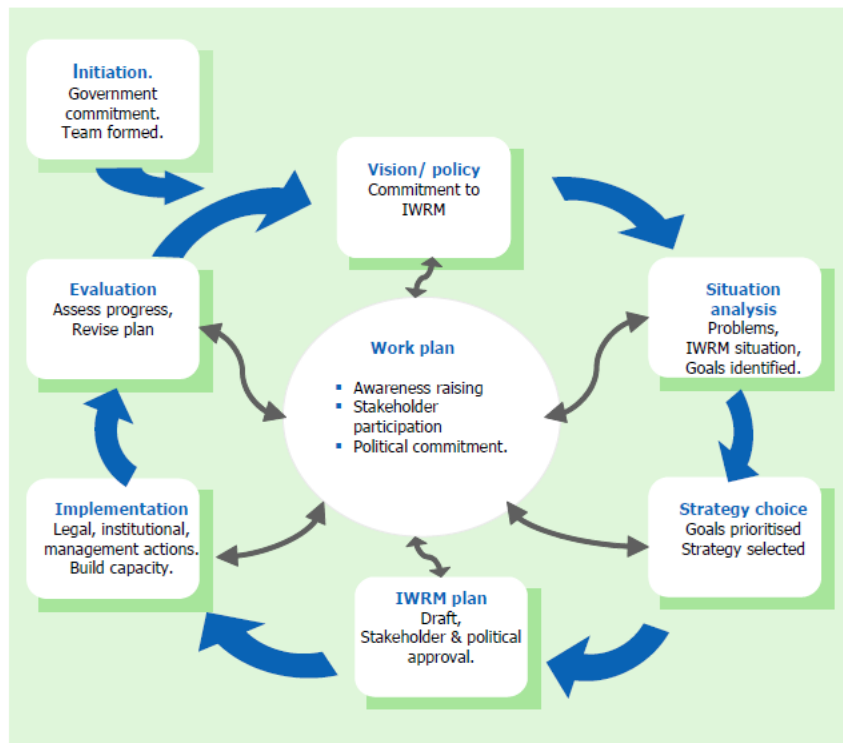 Initiation.
Government
commitment.
Team formed.
Vision/ policy
Commitment to
IWRM
Evaluation
Assess progress,
Revise plan
Situation
analysis
Problems,
IWRM situation,
Goals identified.
Work plan
▪ Awareness raising
▪ Stakeholder
participation
▪ Political commitment.
Implementation
Legal, institutional,
management actions.
Build capacity.
Strategy choice
Goals prioritised
Strategy selected
IWRM plan
Draft,
Stakeholder & political
approval.